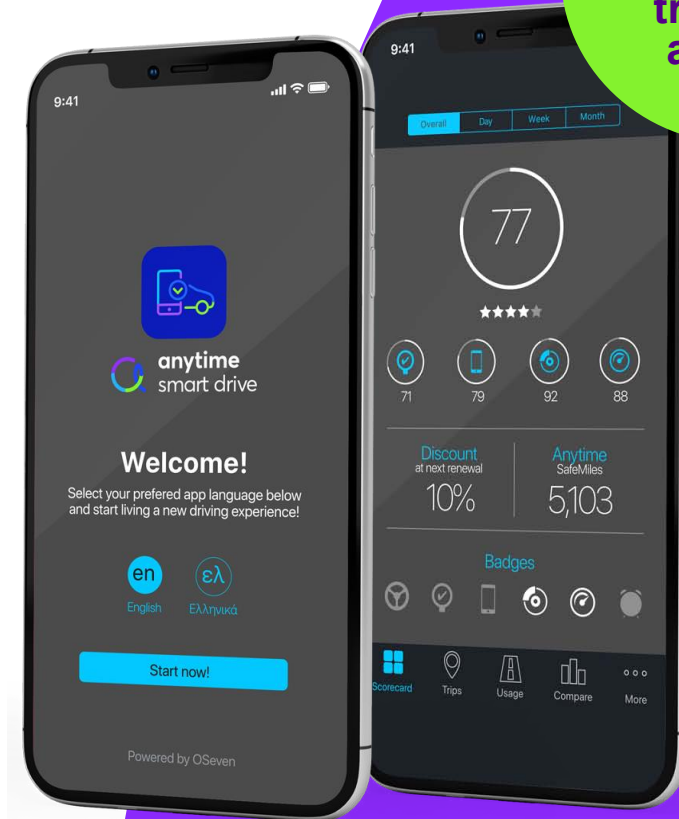 9:41
anytime
smart drive
Welcome!
Select your prefered app language below
and start living a new driving experience!
en
ελ
English
Ελληνικά
Start now!
Powered by OSeven
9:41
Overall
Day
Week
Month
77
71
79
92
88
Discount
at next renewal
10%
Anytime
SafeMiles
5,103
Badges
Scorecard
Trips
Usage
Compare
More